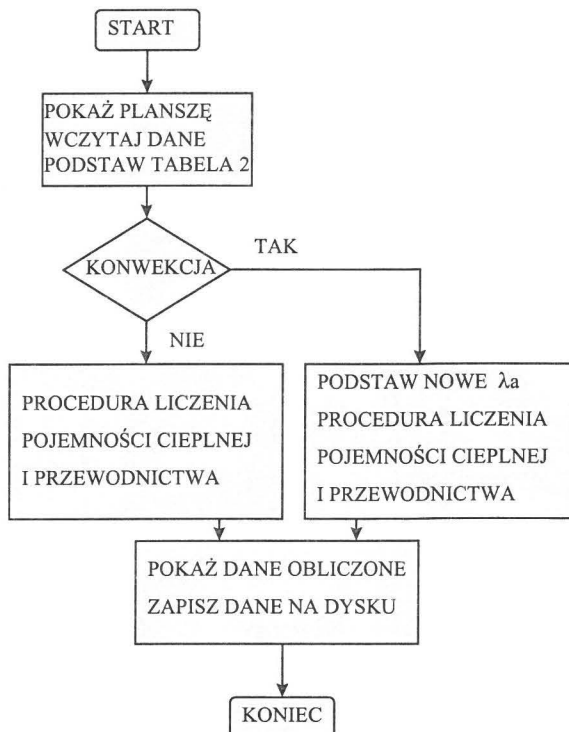 START
POKAŻ PLANSZĘ
WCZYTAJ DANE
PODSTAW TABELA 2
KONWEKCJA
TAK
NIE
PROCEDURA LICZENIA
POJEMNOŚCI CIEPLNEJ
I PRZEWODNICTWA
PODSTAW NOWE λa
PROCEDURA LICZENIA
POJEMNOŚCI CIEPLNEJ
I PRZEWODNICTWA
POKAŻ DANE OBLICZONE
ZAPISZ DANE NA DYSKU
KONIEC